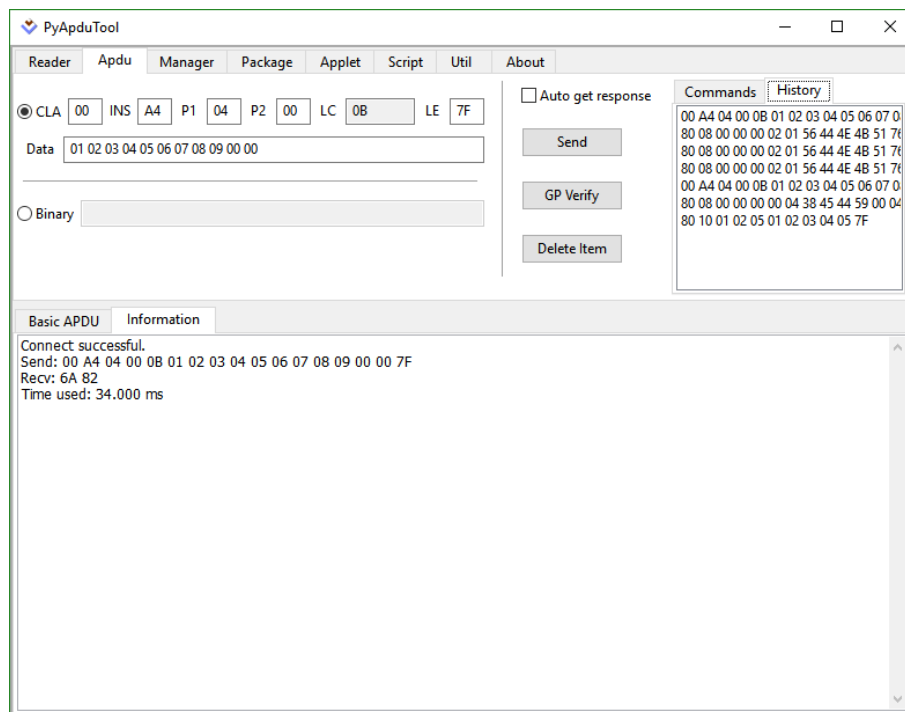 PyApduTool
Reader Apdu Manager Package Applet Script Util About
CLA 00 INS A4 P1 04 P2 00 LC 0B LE 7F
Data 01 02 03 04 05 06 07 08 09 00 00
Binary
Auto get response
Send
GP Verify
Delete Item
Commands History
00 A4 04 00 0B 01 02 03 04 05 06 07
80 08 00 00 00 02 01 56 44 4E 4B 51
80 08 00 00 00 02 01 56 44 4E 4B 51
80 08 00 00 00 02 01 56 44 4E 4B 51
00 A4 04 00 0B 01 02 03 04 05 06 07
80 08 00 00 00 00 04 38 45 44 59 00 04
80 10 01 02 05 01 02 03 04 05 7F
Basic APDU Information
Connect successful.
Send: 00 A4 04 00 0B 01 02 03 04 05 06 07 08 09 00 00 7F
Recv: 6A 82
Time used: 34.000 ms